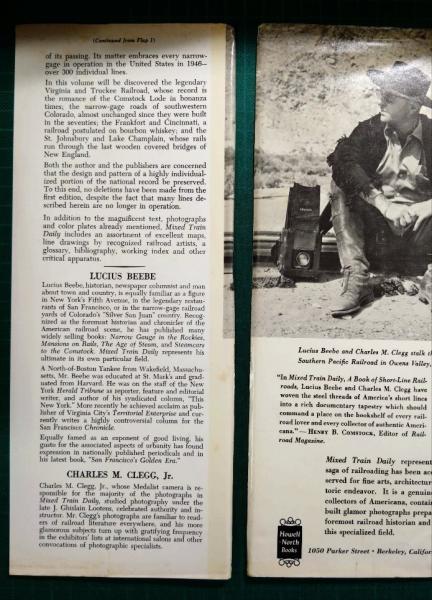 (Continued from Flap 1)
of its passing. Its matter embraces every narrow-
gage in operation in the United States in 1946—
over 300 individual lines.
In this volume will be discovered the legendary
Virginia and Truckee Railroad, whose record is
the romance of the Comstock Lode in bonanza
times; the narrow-gage roads of southwestern
Colorado, almost unchanged since they were built
in the seventies; the Frankfort and Cincinnati, a
railroad postulated on bourbon whiskey; and the
St. Johnsbury and Lake Champlain, whose rails
run through the last wooden covered bridges of
New England.
Both the author and the publishers are concerned
that the design and pattern of a highly individual-
ized portion of the national record be preserved.
To this end, no deletions have been made from the
first edition, despite the fact that many lines de-
scribed herein are no longer in operation.
In addition to the magnificent text, photographs
and color plates already mentioned, Mixed Train
Daily includes an assortment of excellent maps,
line drawings by recognized railroad artists, a
glossary, bibliography, working index and other
critical apparatus.
LUCIUS BEEBE
Lucius Beebe, historian, newspaper columnist and man
about town and country, is equally familiar as a figure
in New York's Fifth Avenue, in the legendary restau-
rants of San Francisco, or in the narrow-gage railroad
yards of Colorado's "Silver San Juan" country. Recog-
nized as the foremost historian and chronicler of the
American railroad scene, he has published many
widely selling books: Narrow Gauge in the Rockies,
Mansions on Rails, The Age of Steam, and Steamcars
to the Comstock. Mixed Train Daily represents his
ultimate in its own particular field.
A North-of-Boston Yankee from Wakefield, Massachu-
setts, Mr. Beebe was educated at St. Mark's and grad-
uated from Harvard. He was on the staff of the New
York Herald Tribune as reporter, feature and editorial
writer, and author of his syndicated column, "This
New York." More recently he achieved acclaim as pub-
lisher of Virginia City's Territorial Enterprise and cur-
rently writes a highly controversial column for the
San Francisco Chronicle.
Equally famed as an exponent of good living, his
gusto for the associated aspects of urbanity has found
expression in nationally published periodicals and in
his latest book, "San Francisco's Golden Era."
CHARLES M. CLEGG, Jr.
Charles M. Clegg, Jr., whose Medalist camera is re-
sponsible for the majority of the photographs in
Mixed Train Daily, studied photography under the
late J. Ghislain Lootens, celebrated authority and in-
structor. Mr. Clegg's photographs are familiar to read-
ers of railroad literature everywhere, and his more
glamorous subjects turn up with gratifying frequency
in the exhibitors' lists at international salons and other
convocations of photographic specialists.
Lucius Beebe and Charles M. Clegg stalk th
Southern Pacific Railroad in Owens Valley,
"In Mixed Train Daily, A Book of Short-Line Rail-
roads, Lucius Beebe and Charles M. Clegg have
woven the steel threads of America's short lines
into a rich documentary tapestry which should
command a place on the bookshelf of every rail-
road lover and every collector of authentic Ameri-
cana."—HENRY B. COMSTOCK, Editor of Rail-
road Magazine.
Mixed Train Daily represent
saga of railroading has been acc
served for fine arts, architectur
toric endeavor. It is a genuin
collectors of Americana, contain
built glamor photographs prepa
foremost railroad historian and
this specialized field.
Howell
North
Books
1050 Parker Street • Berkeley, Califor